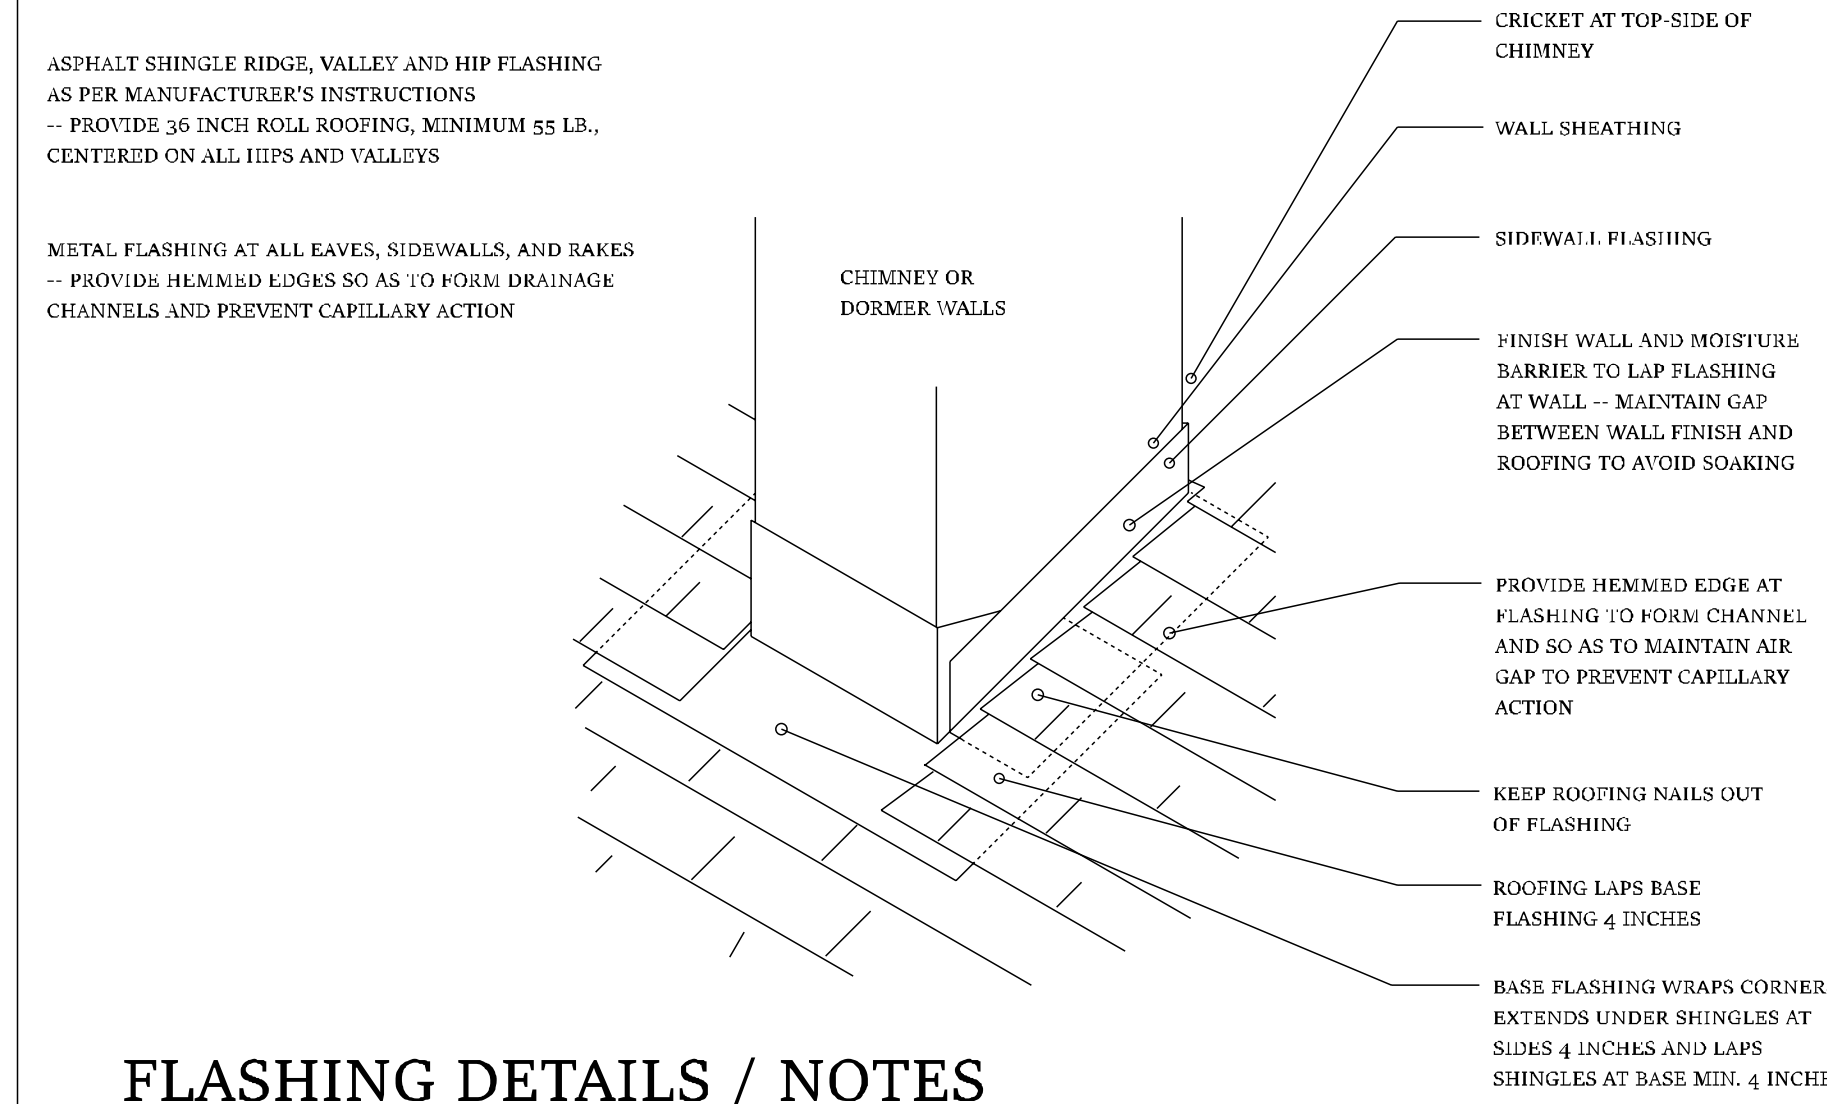 ASPHALT SHINGLE RIDGE, VALLEY AND HIP FLASHING
AS PER MANUFACTURER'S INSTRUCTIONS
-- PROVIDE 36 INCH ROLL ROOFING, MINIMUM 55 LB.,
CENTERED ON ALL HIPS AND VALLEYS
METAL FLASHING AT ALL EAVES, SIDEWALLS, AND RAKES
-- PROVIDE HEMMED EDGES SO AS TO FORM DRAINAGE
CHANNELS AND PREVENT CAPILLARY ACTION
CHIMNEY OR
DORMER WALLS
CRICKET AT TOP-SIDE OF
CHIMNEY
WALL SHEATHING
SIDEWALL FLASHING
FINISH WALL AND MOISTURE
BARRIER TO LAP FLASHING
AT WALL -- MAINTAIN GAP
BETWEEN WALL FINISH AND
ROOFING TO AVOID SOAKING
PROVIDE HEMMED EDGE AT
FLASHING TO FORM CHANNEL
AND SO AS TO MAINTAIN AIR
GAP TO PREVENT CAPILLARY
ACTION
KEEP ROOFING NAILS OUT
OF FLASHING
ROOFING LAPS BASE
FLASHING 4 INCHES
BASE FLASHING WRAPS CORNER
EXTENDS UNDER SHINGLES AT
SIDES 4 INCHES AND LAPS
SHINGLES AT BASE MIN. 4
FLASHING DETAILS / NOTES